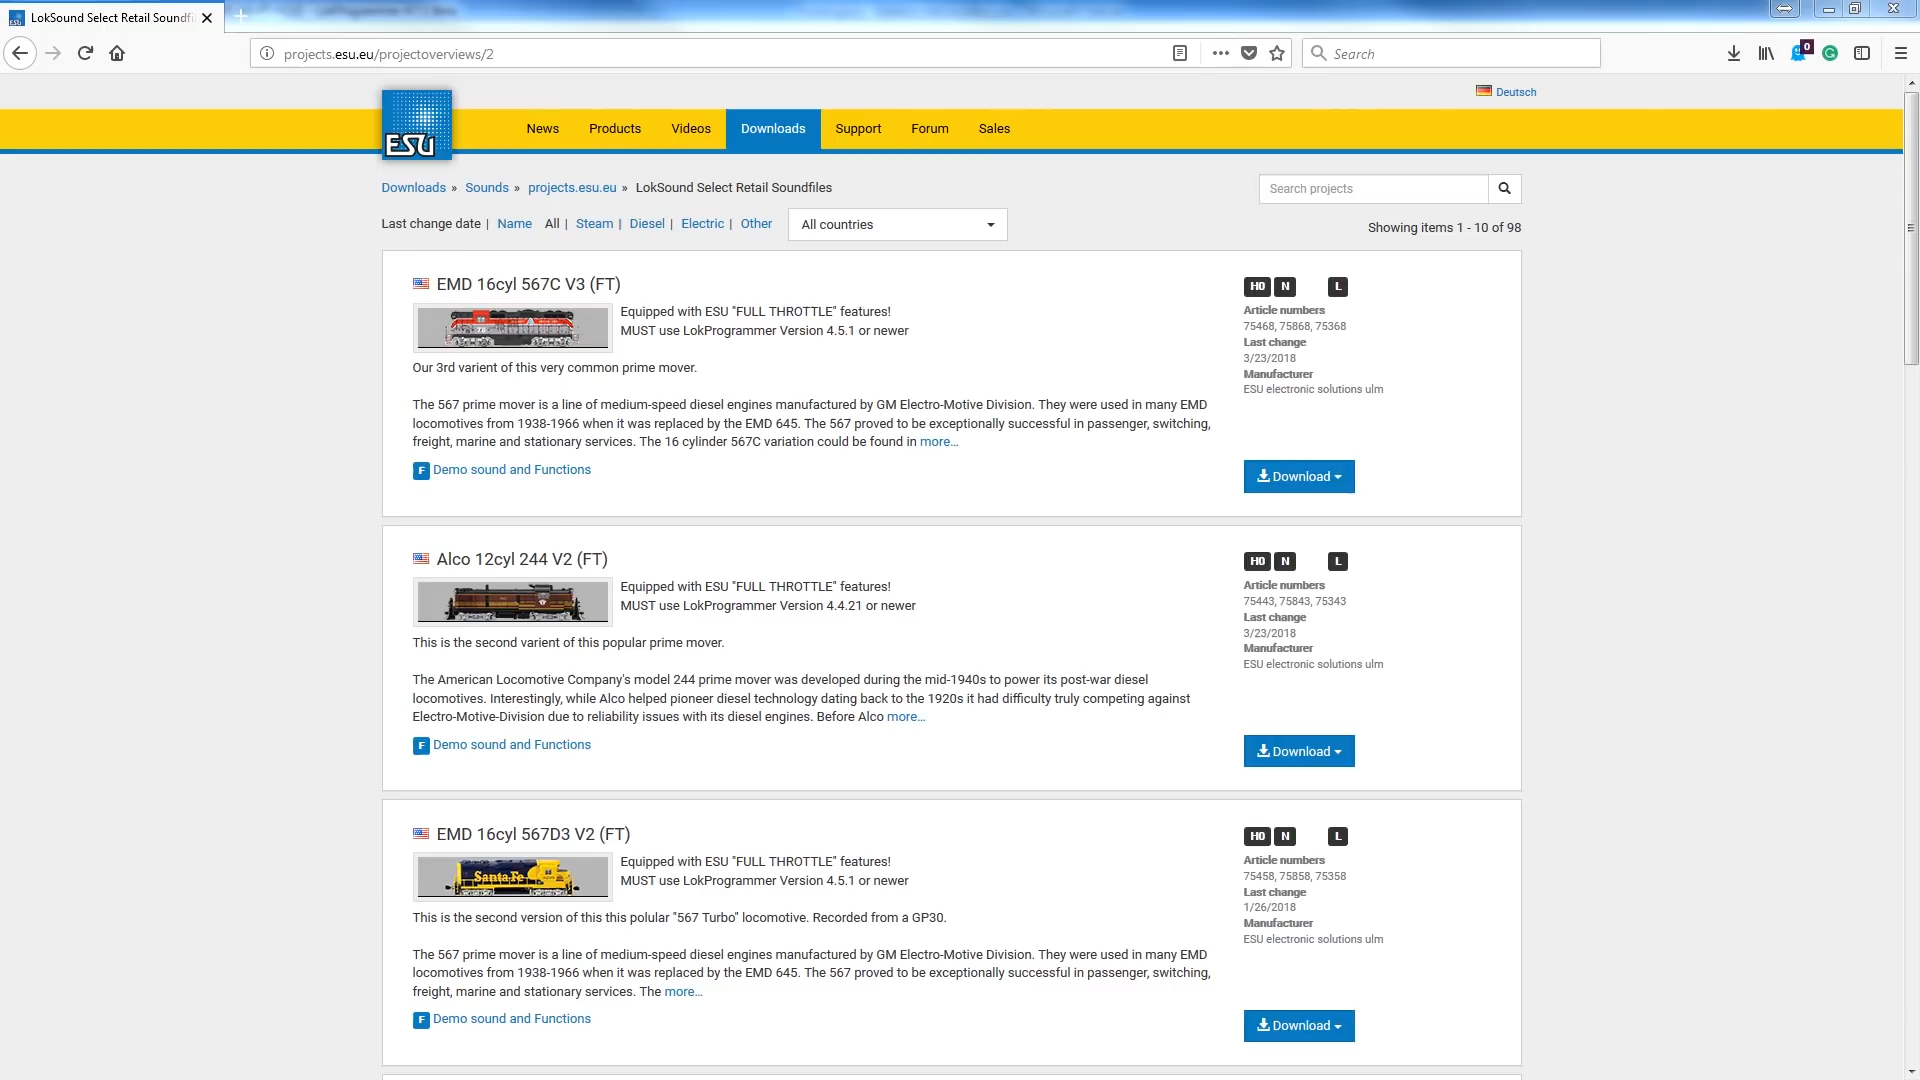 LokSound Select Retail Soundfi
projects.esu.eu/projectoverviews/2
Search
0
Deutsch
ESU
News Products Videos Downloads Support Forum Sales
Downloads » Sounds » projects.esu.eu » LokSound Select Retail Soundfiles
Search projects
Last change date | Name All | Steam | Diesel | Electric | Other
All countries
Showing items 1 - 10 of 98
EMD 16cyl 567C V3 (FT)
Equipped with ESU "FULL THROTTLE" features!
MUST use LokProgrammer Version 4.5.1 or newer
Our 3rd varient of this very common prime mover.
The 567 prime mover is a line of medium-speed diesel engines manufactured by GM Electro-Motive Division. They were used in many EMD
locomotives from 1938-1966 when it was replaced by the EMD 645. The 567 proved to be exceptionally successful in passenger, switching,
freight, marine and stationary services. The 16 cylinder 567C variation could be found in more...
F Demo sound and Functions
H0 N L
Article numbers
75468, 75868, 75368
Last change
3/23/2018
Manufacturer
ESU electronic solutions ulm
Download
Alco 12cyl 244 V2 (FT)
Equipped with ESU "FULL THROTTLE" features!
MUST use LokProgrammer Version 4.4.21 or newer
This is the second varient of this popular prime mover.
The American Locomotive Company's model 244 prime mover was developed during the mid-1940s to power its post-war diesel
locomotives. Interestingly, while Alco helped pioneer diesel technology dating back to the 1920s it had difficulty truly competing against
Electro-Motive-Division due to reliability issues with its diesel engines. Before Alco more...
F Demo sound and Functions
H0 N L
Article numbers
75443, 75843, 75343
Last change
3/23/2018
Manufacturer
ESU electronic solutions ulm
Download
EMD 16cyl 567D3 V2 (FT)
Santa Fe
Equipped with ESU "FULL THROTTLE" features!
MUST use LokProgrammer Version 4.5.1 or newer
This is the second version of this this polular "567 Turbo" locomotive. Recorded from a GP30.
The 567 prime mover is a line of medium-speed diesel engines manufactured by GM Electro-Motive Division. They were used in many EMD
locomotives from 1938-1966 when it was replaced by the EMD 645. The 567 proved to be exceptionally successful in passenger, switching,
freight, marine and stationary services. The more...
F Demo sound and Functions
H0 N L
Article numbers
75458, 75858, 75358
Last change
1/26/2018
Manufacturer
ESU electronic solutions ulm
Download